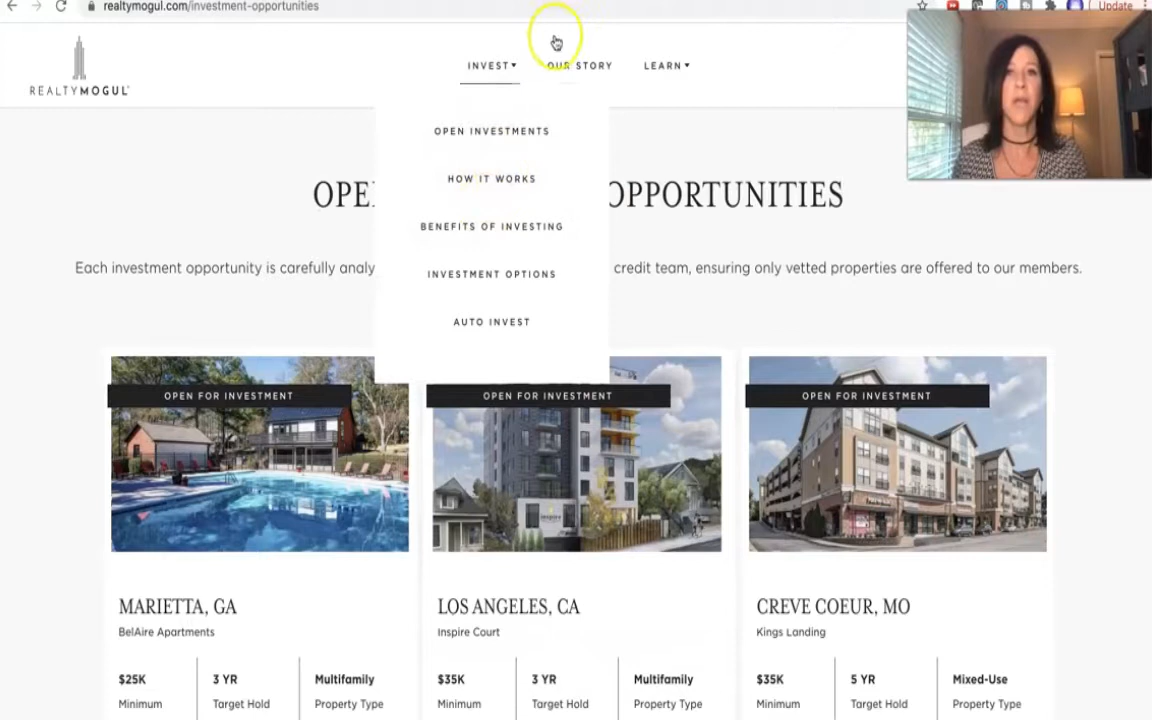 realtymogul.com/investment-opportunities
Update
REALTYMOGUL
INVEST
OUR STORY
LEARN
OPEN INVESTMENTS
HOW IT WORKS
BENEFITS OF INVESTING
INVESTMENT OPTIONS
AUTO INVEST
OPE OPPORTUNITIES
Each investment opportunity is carefully analy credit team, ensuring only vetted properties are offered to our members.
OPEN FOR INVESTMENT
OPEN FOR INVESTMENT
OPEN FOR INVESTMENT
MARIETTA, GA
BelAire Apartments
$25K
Minimum
3 YR
Target Hold
Multifamily
Property Type
LOS ANGELES, CA
Inspire Court
$35K
Minimum
3 YR
Target Hold
Multifamily
Property Type
CREVE COEUR, MO
Kings Landing
$35K
Minimum
5 YR
Target Hold
Mixed-Use
Property Type